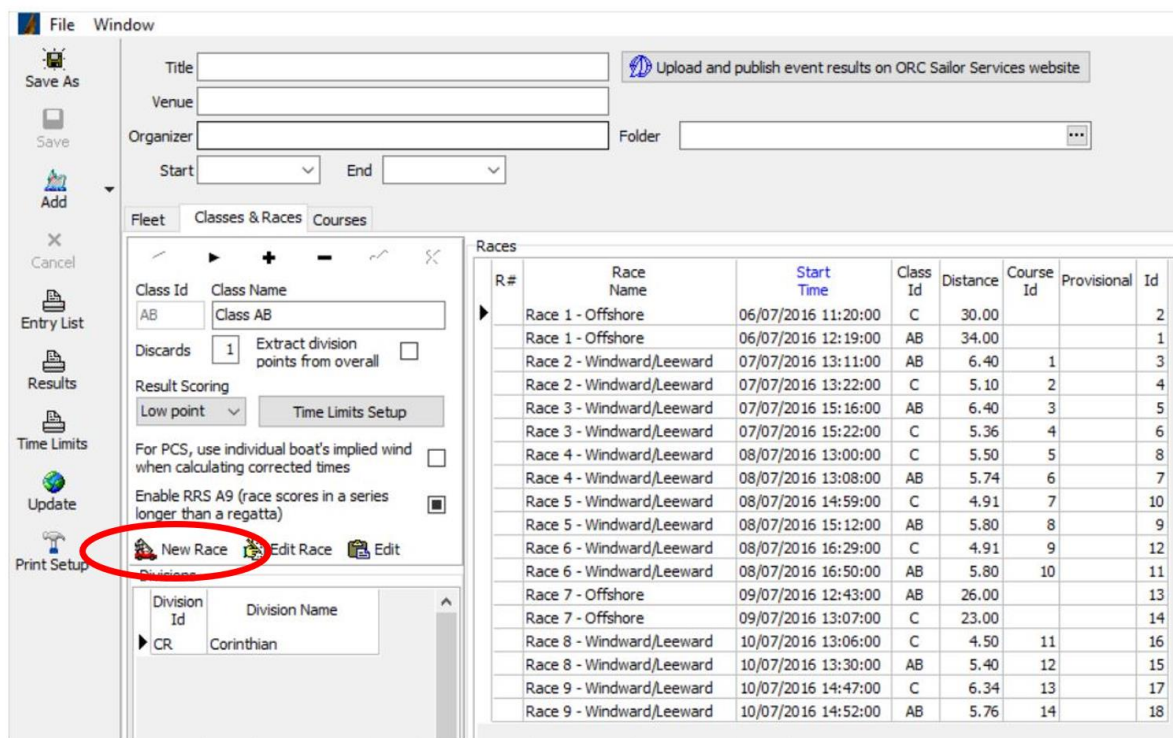 File Window
Save As
Save
Add
Cancel
Entry List
Results
Time Limits
Update
Print Setup
Title
Upload and publish event results on ORC Sailor Services website
Venue
Organizer
Folder
...
Start
End
Fleet Classes & Races Courses
Class Id Class Name
AB Class AB
Discards 1 Extract division
points from overall
Result Scoring
Low point Time Limits Setup
For PCS, use individual boat's implied wind
when calculating corrected times
Enable RRS A9 (race scores in a series
longer than a regatta)
New Race Edit Race Edit
Divisions
Division
Id
Division Name
CR Corinthian
Races
R# Race Name Start Time Class Id Distance Course Id Provisional Id
Race 1 - Offshore 06/07/2016 11:20:00 C 30.00 2
Race 1 - Offshore 06/07/2016 12:19:00 AB 34.00 1
Race 2 - Windward/Leeward 07/07/2016 13:11:00 AB 6.40 1 3
Race 2 - Windward/Leeward 07/07/2016 13:22:00 C 5.10 2 4
Race 3 - Windward/Leeward 07/07/2016 15:16:00 AB 6.40 3 5
Race 3 - Windward/Leeward 07/07/2016 15:22:00 C 5.36 4 6
Race 4 - Windward/Leeward 08/07/2016 13:00:00 C 5.50 5 8
Race 4 - Windward/Leeward 08/07/2016 13:08:00 AB 5.74 6 7
Race 5 - Windward/Leeward 08/07/2016 14:59:00 C 4.91 7 10
Race 5 - Windward/Leeward 08/07/2016 15:12:00 AB 5.80 8 9
Race 6 - Windward/Leeward 08/07/2016 16:29:00 C 4.91 9 12
Race 6 - Windward/Leeward 08/07/2016 16:50:00 AB 5.80 10 11
Race 7 - Offshore 09/07/2016 12:43:00 AB 26.00 13
Race 7 - Offshore 09/07/2016 13:07:00 C 23.00 14
Race 8 - Windward/Leeward 10/07/2016 13:06:00 C 4.50 11 16
Race 8 - Windward/Leeward 10/07/2016 13:30:00 AB 5.40 12 15
Race 9 - Windward/Leeward 10/07/2016 14:47:00 C 6.34 13 17
Race 9 - Windward/Leeward 10/07/2016 14:52:00 AB 5.76 14 18